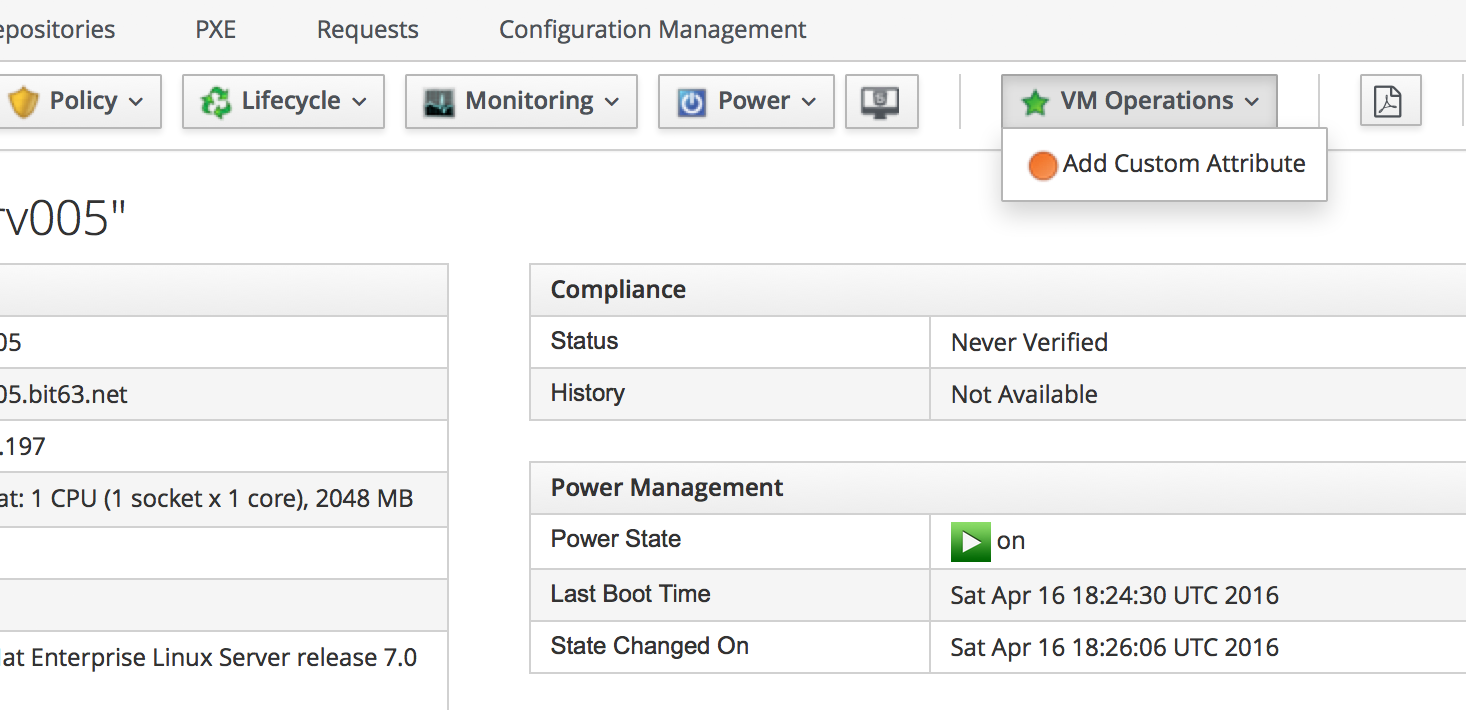 epositories PXE Requests Configuration Management
Policy Lifecycle Monitoring Power 5 VM Operations
Add Custom Attribute
rv005"
Compliance
05 Status Never Verified
05.bit63.net History Not Available
.197
at: 1 CPU (1 socket x 1 core), 2048 MB Power Management
Power State on
Last Boot Time Sat Apr 16 18:24:30 UTC 2016
at Enterprise Linux Server release 7.0 State Changed On Sat Apr 16 18:26:06 UTC 2016